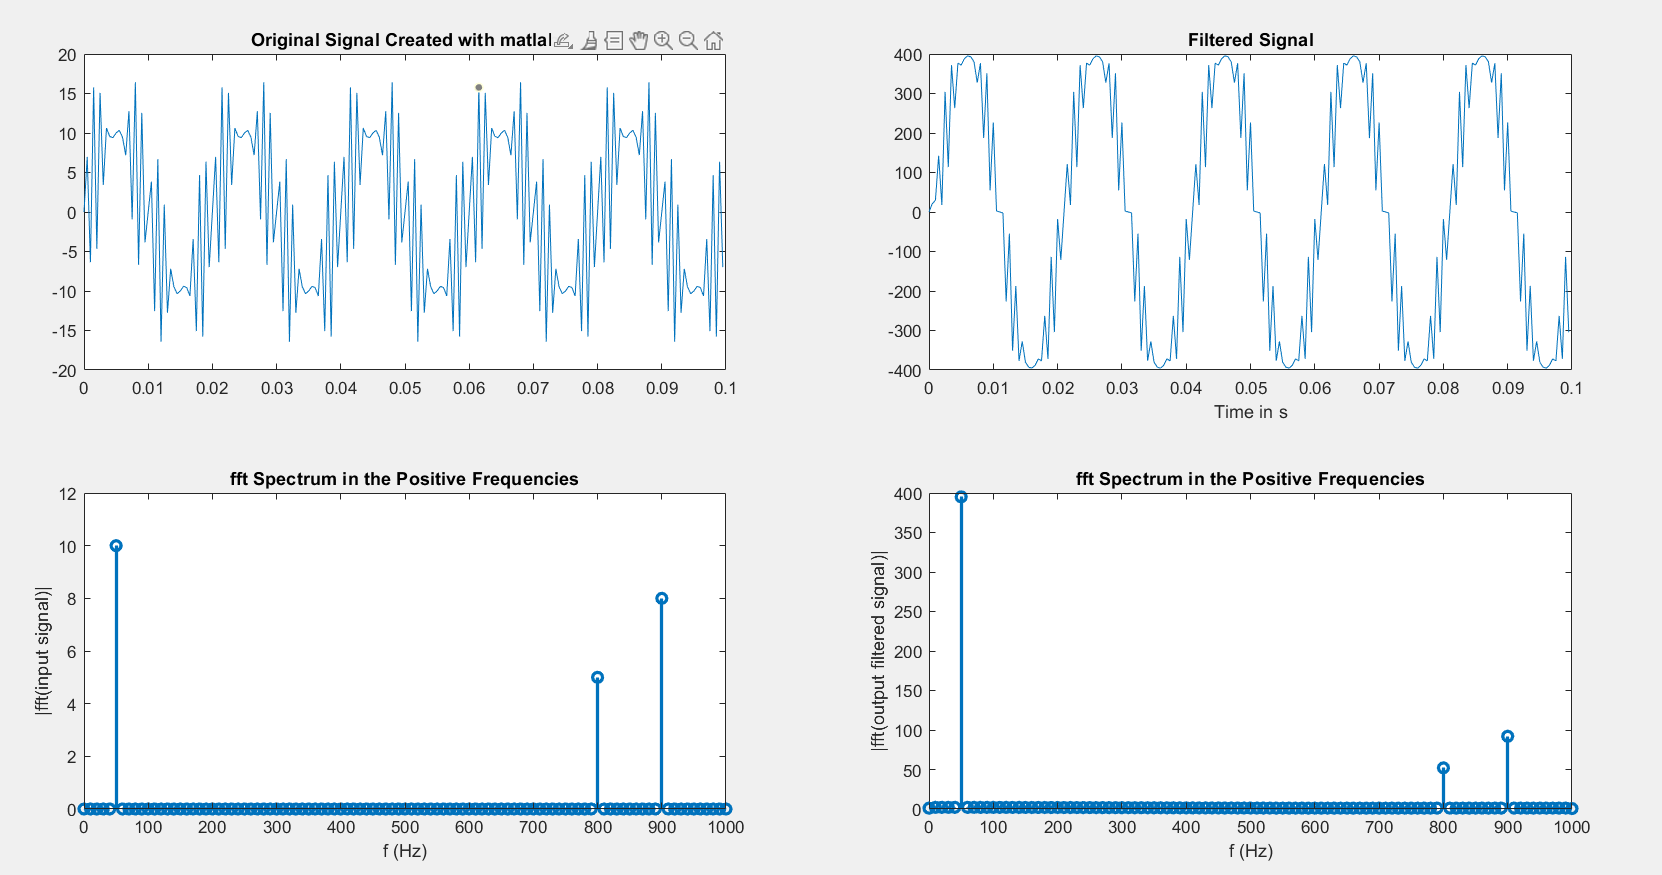 Original Signal Created with matlal
20
15
10
5
0
-5
-10
-15
-20
0 0.01 0.02 0.03 0.04 0.05 0.06 0.07 0.08 0.09 0.1
Filtered Signal
400
300
200
100
0
-100
-200
-300
-400
0 0.01 0.02 0.03 0.04 0.05 0.06 0.07 0.08 0.09 0.1
Time in s
fft Spectrum in the Positive Frequencies
|fft(input signal)|
12
10
8
6
4
2
0
0 100 200 300 400 500 600 700 800 900 1000
f (Hz)
fft Spectrum in the Positive Frequencies
|fft(output filtered signal)|
400
350
300
250
200
150
100
50
0
0 100 200 300 400 500 600 700 800 900 1000
f (Hz)